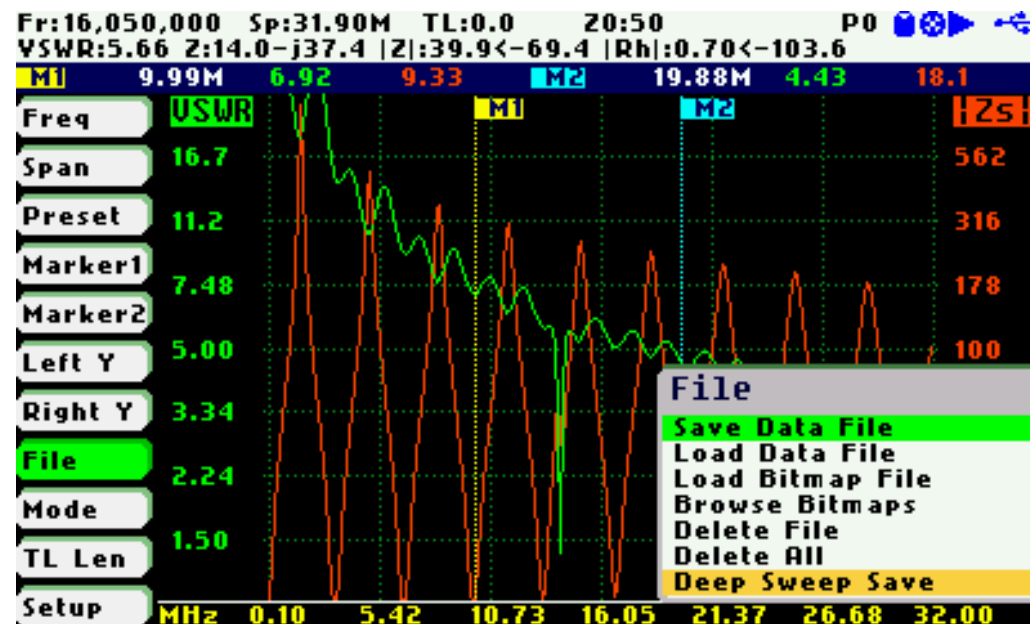 Fr:16,050,000 Sp:31.90M TL:0.0 Z0:50 P0
VSWR:5.66 Z:14.0-j37.4 |Z|:39.9<-69.4 |Rh|:0.70<-103.6
M1 9.99M 6.92 9.33 M2 19.88M 4.43 18.1
Freq
Span
Preset
Marker1
Marker2
Left Y
Right Y
File
Mode
TL Len
Setup
VSWR
16.7
11.2
7.48
5.00
3.34
2.24
1.50
M1
M2
|Zs|
562
316
178
100
File
Save Data File
Load Data File
Load Bitmap File
Browse Bitmaps
Delete File
Delete All
Deep Sweep Save
MHz 0.10 5.42 10.73 16.05 21.37 26.68 32.00